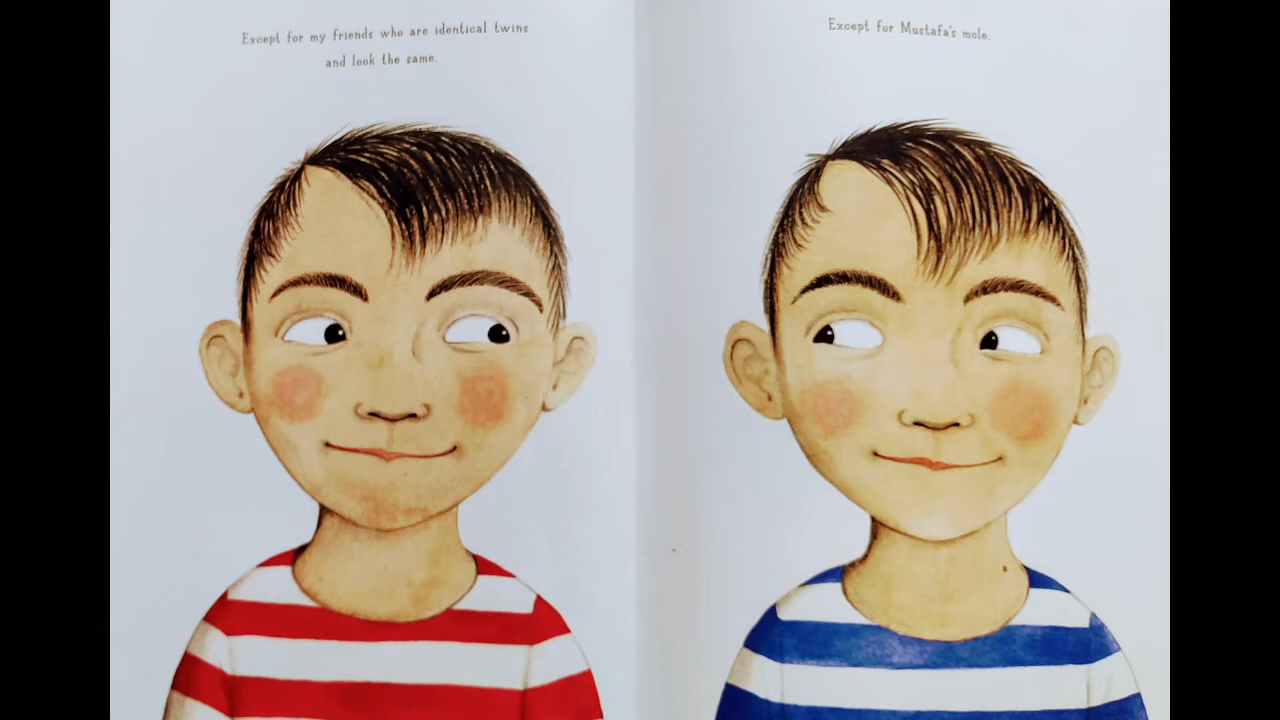 Except for my friends who are identical twins
and look the same.
Except for Mustafa's mole.